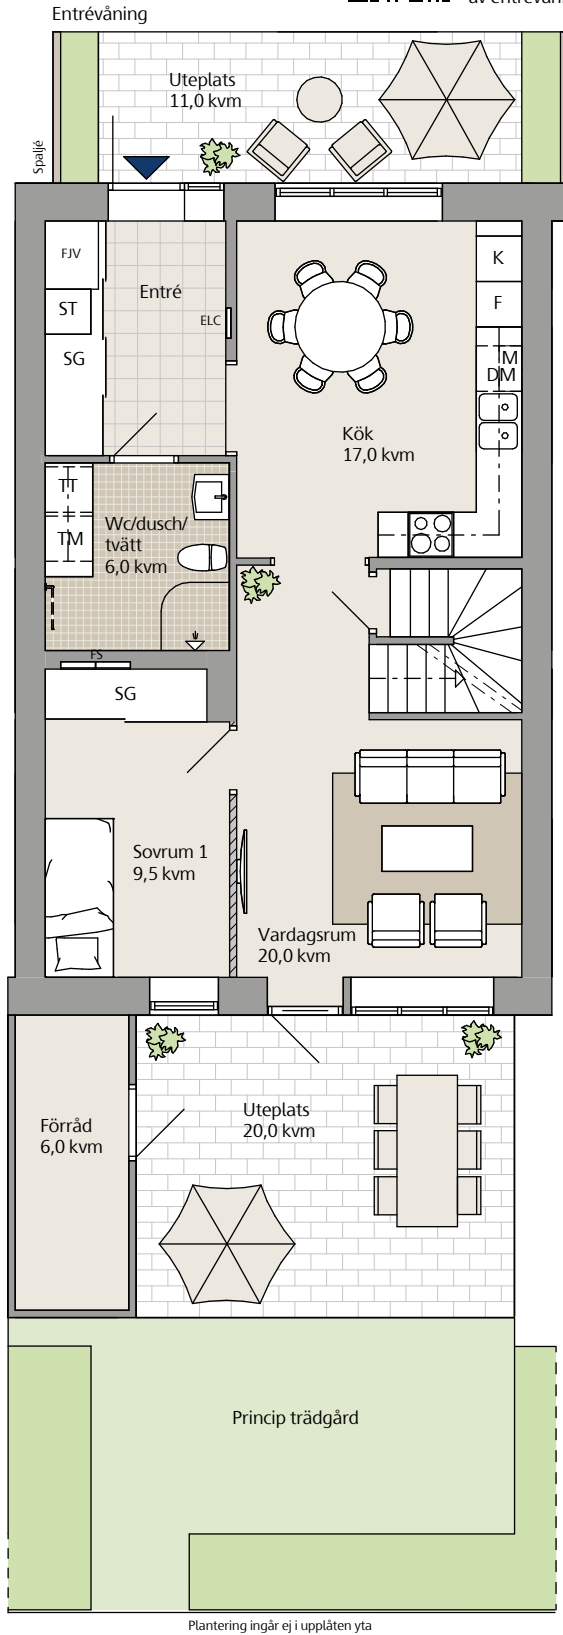 Entrévåning
Uteplats
11,0 kvm
Spaljé
FJV
ST
SG
Entré
ELC
K
F
M
DM
Kök
17,0 kvm
TT
TM
Wc/dusch/
tvätt
6,0 kvm
FS
SG
Sovrum 1
9,5 kvm
Vardagsrum
20,0 kvm
Förråd
6,0 kvm
Uteplats
20,0 kvm
Princip trädgård
Plantering ingår ej i upplåten yta